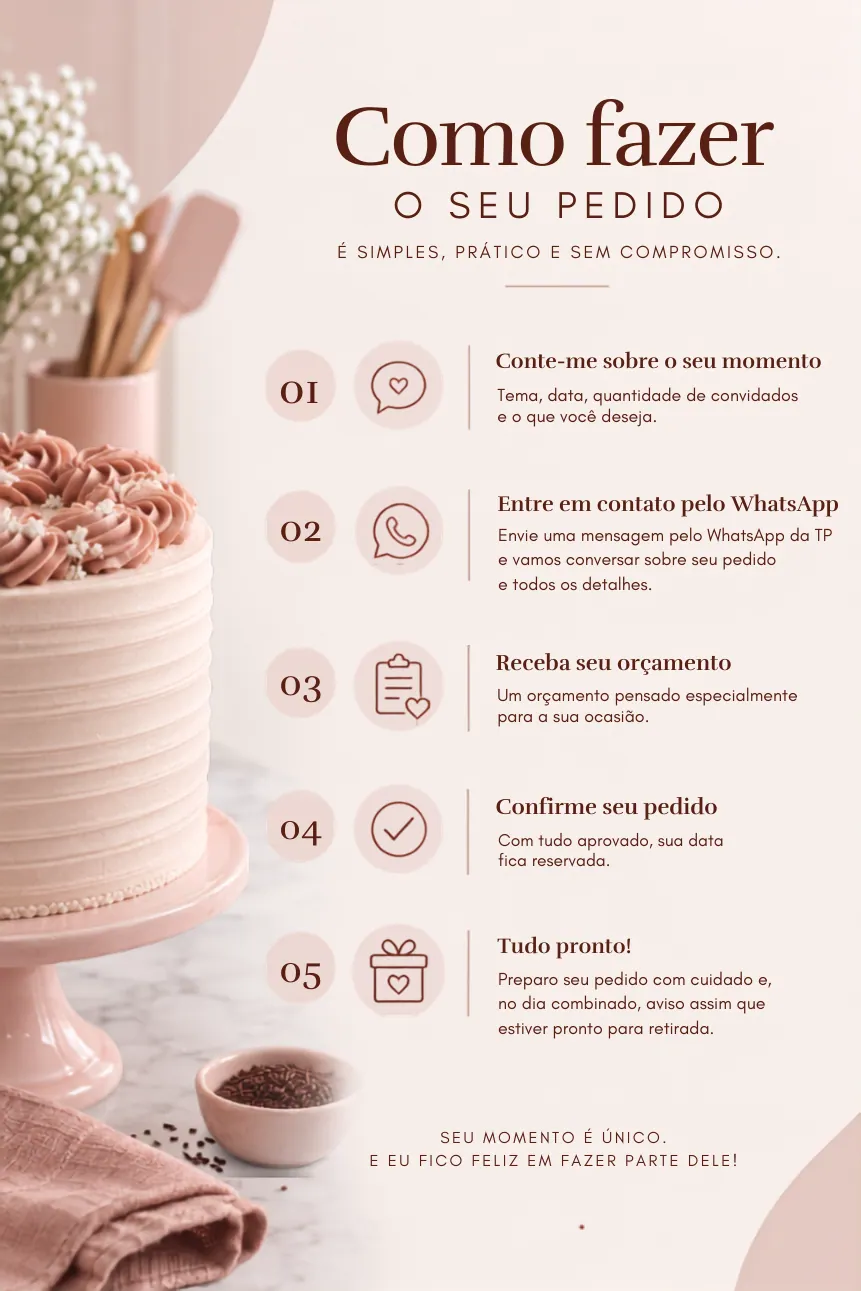 Como fazer
O SEU PEDIDO
É SIMPLES, PRÁTICO E SEM COMPROMISSO.
01
Conte-me sobre o seu momento
Tema, data, quantidade de convidados
e o que você deseja.
02
Entre em contato pelo WhatsApp
Envie uma mensagem pelo WhatsApp da TP
e vamos conversar sobre seu pedido
e todos os detalhes.
03
Receba seu orçamento
Um orçamento pensado especialmente
para a sua ocasião.
04
Confirme seu pedido
Com tudo aprovado, sua data
fica reservada.
05
Tudo pronto!
Preparo seu pedido com cuidado e,
no dia combinado, aviso assim que
estiver pronto para retirada.
SEU MOMENTO É ÚNICO.
E EU FICO FELIZ EM FAZER PARTE DELE!